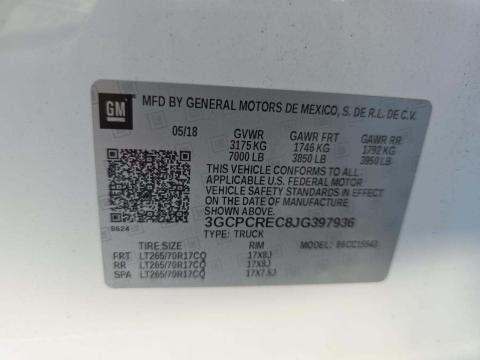 GM MFD BY GENERAL MOTORS DE MEXICO, S. DE R.L. DE C.V.
05/18 GVWR GAWR FRT GAWR RR
3175 KG 1746 KG 1792 KG
7000 LB 3850 LB 3950 LB
THIS VEHICLE CONFORMS TO ALL
APPLICABLE U.S. FEDERAL MOTOR
VEHICLE SAFETY STANDARDS IN EFFECT
ON THE DATE OF MANUFACTURE
SHOWN ABOVE.
3GCPCREC8JG397936
8624 TYPE: TRUCK
TIRE SIZE RIM MODEL:
FRT LT265/70R17CQ 17X8J
RR LT265/70R17CQ 17X8J
SPA LT265/70R17CQ 17X7.5J